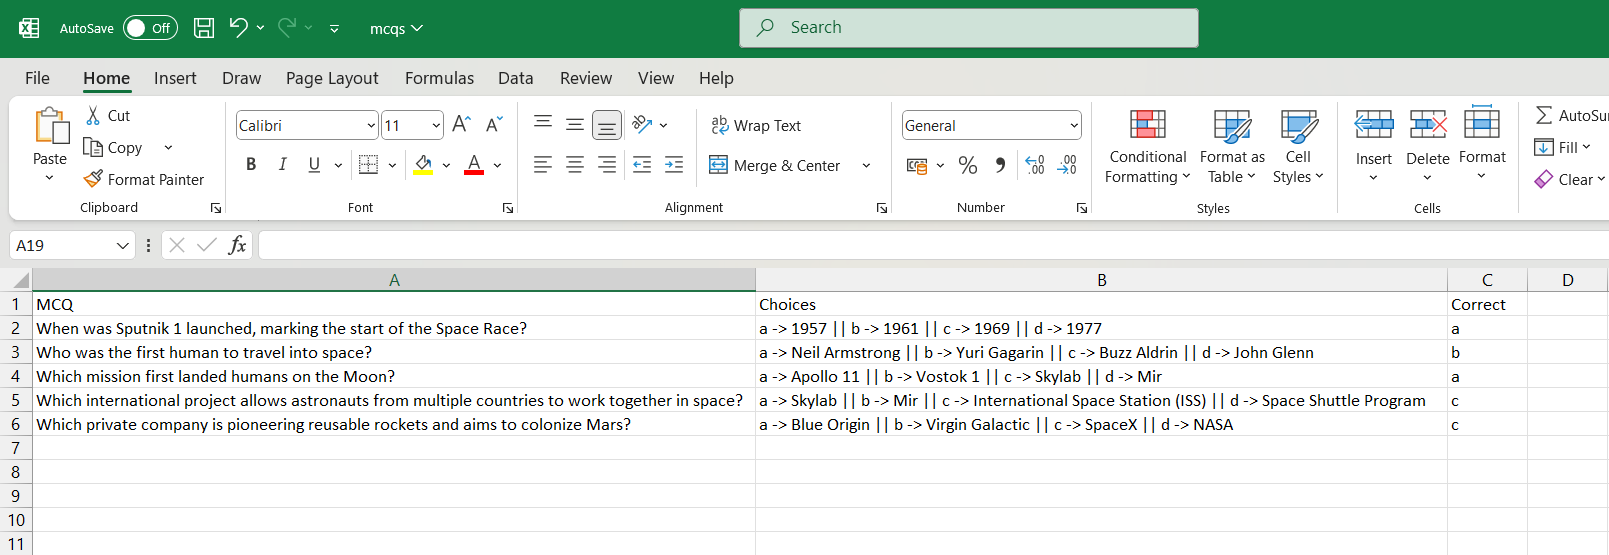 AutoSave Off mcqs Search
File Home Insert Draw Page Layout Formulas Data Review View Help
Paste
Cut
Copy
Format Painter
Clipboard
Calibri 11
B I U A
Font
Wrap Text
Merge & Center
Alignment
General
Number
Conditional Formatting
Format as Table
Cell Styles
Styles
Insert Delete Format
Cells
AutoSu
Fill
Clear
A19 fx
A B C D
1 MCQ Choices Correct
2 When was Sputnik 1 launched, marking the start of the Space Race? a -> 1957 || b -> 1961 || c -> 1969 || d -> 1977 a
3 Who was the first human to travel into space? a -> Neil Armstrong || b -> Yuri Gagarin || c -> Buzz Aldrin || d -> John Glenn b
4 Which mission first landed humans on the Moon? a -> Apollo 11 || b -> Vostok 1 || c -> Skylab || d -> Mir a
5 Which international project allows astronauts from multiple countries to work together in space? a -> Skylab || b -> Mir || c -> International Space Station (ISS) || d -> Space Shuttle Program c
6 Which private company is pioneering reusable rockets and aims to colonize Mars? a -> Blue Origin || b -> Virgin Galactic || c -> SpaceX || d -> NASA c
7
8
9
10
11